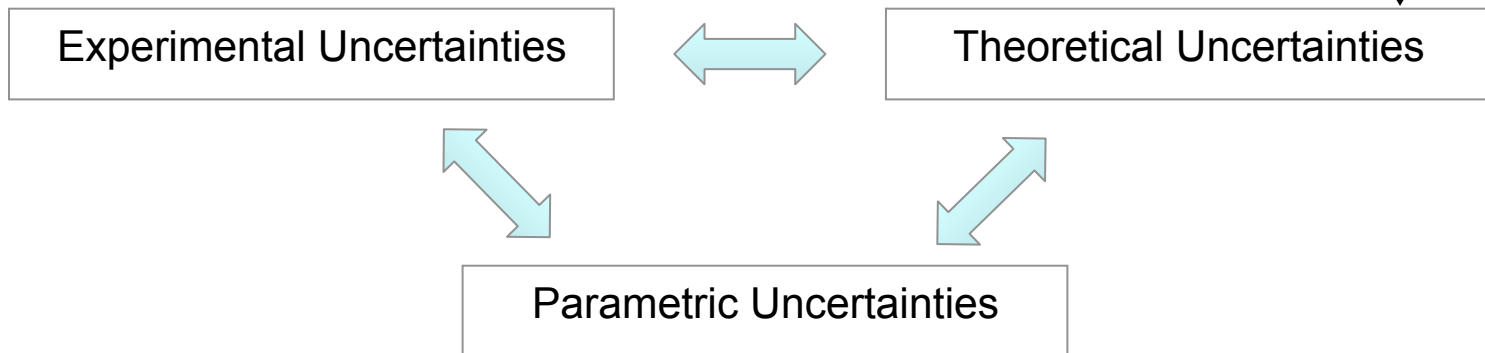 Experimental Uncertainties
Theoretical Uncertainties
Parametric Uncertainties